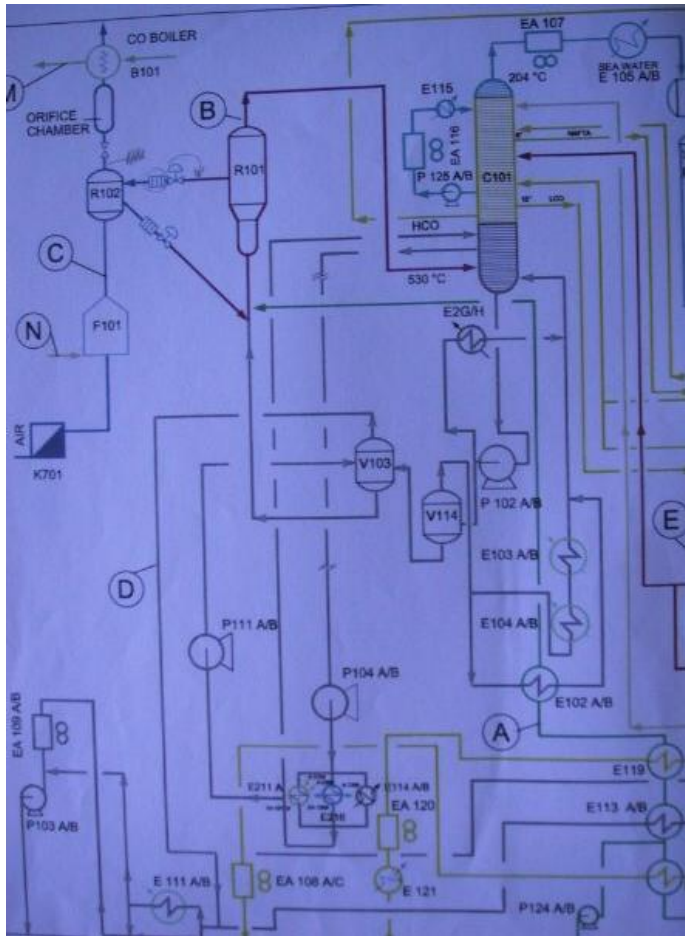 CO BOILER
M
B101
ORIFICE
CHAMBER
R102
C
N
F101
AIR
K701
B
R101
EA 107
SEA WATER
E 105 A/B
204 °C
E115
EA 116
P 125 A/B
C101
NAFTA
LCO
HCO
530 °C
E2G/H
V103
V114
P 102 A/B
E
E103 A/B
E104 A/B
E102 A/B
A
D
P111 A/B
P104 A/B
EA 109 A/B
P103 A/B
E211 A
E216
E114 A/B
EA 120
E119
E113 A/B
E 111 A/B
EA 108 A/C
E 121
P124 A/B